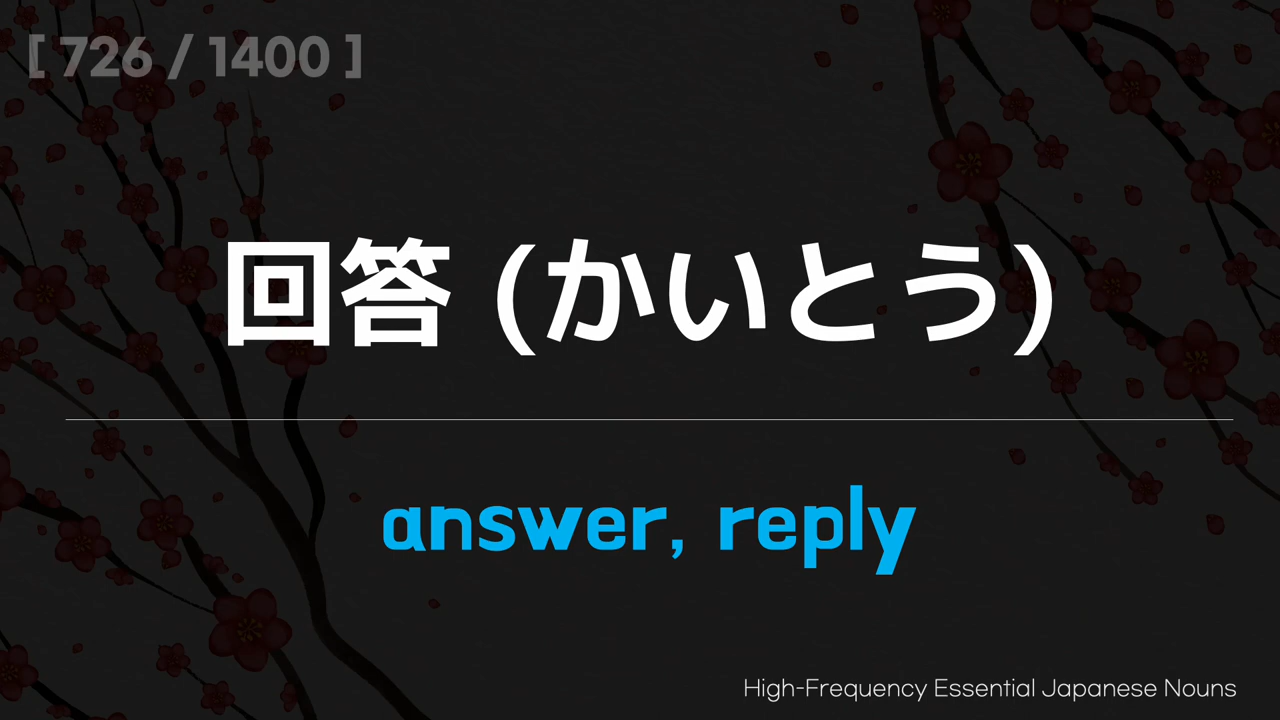 [ 726 / 1400 ]
回答 (かいとう)
answer, reply
High-Frequency Essential Japanese Nouns